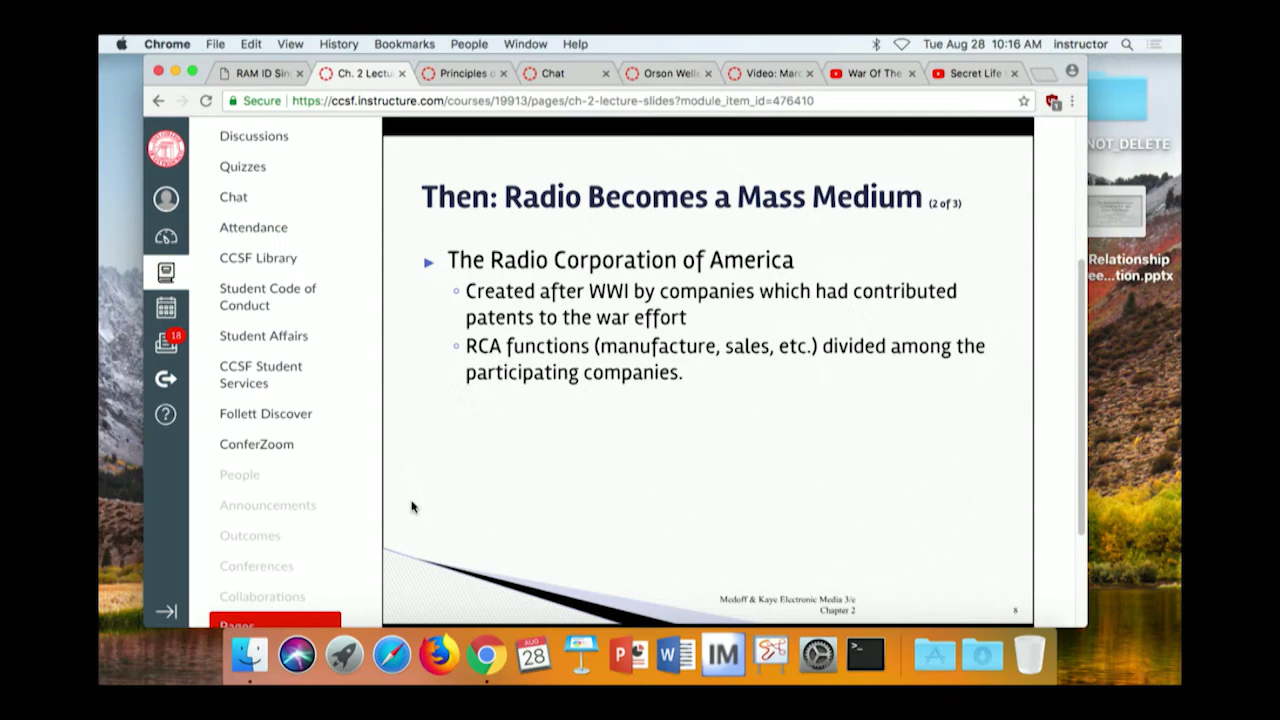 Chrome File Edit View History Bookmarks People Window Help Tue Aug 28 10:16 AM instructor
RAM ID Sin Ch. 2 Lectu Principles o Chat Orson Well Video: Mar War Of The Secret Life
Secure https://ccsf.instructure.com/courses/19913/pages/ch-2-lecture-slides?module_item_id=476410
1
NOT_DELETE
Relationship
ee...tion.pptx
18
Discussions
Quizzes
Chat
Attendance
CCSF Library
Student Code of
Conduct
Student Affairs
CCSF Student
Services
Follett Discover
ConferZoom
People
Announcements
Outcomes
Conferences
Collaborations
Pages
Then: Radio Becomes a Mass Medium (2 of 3)
The Radio Corporation of America
Created after WWI by companies which had contributed
patents to the war effort
RCA functions (manufacture, sales, etc.) divided among the
participating companies.
Medoff & Kaye Electronic Media 3/e
Chapter 2
8
AUG
28
P
W
IM
>_